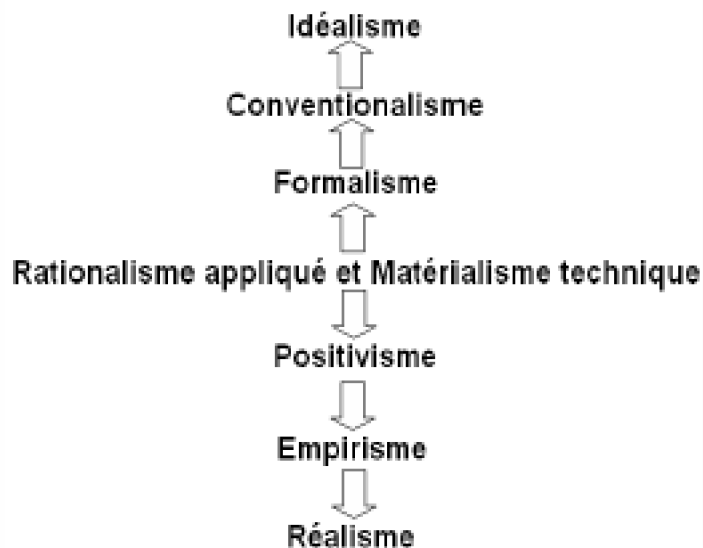 Idéalisme
Conventionalisme
Formalisme
Rationalisme appliqué et Matérialisme technique
Positivisme
Empirisme
Réalisme